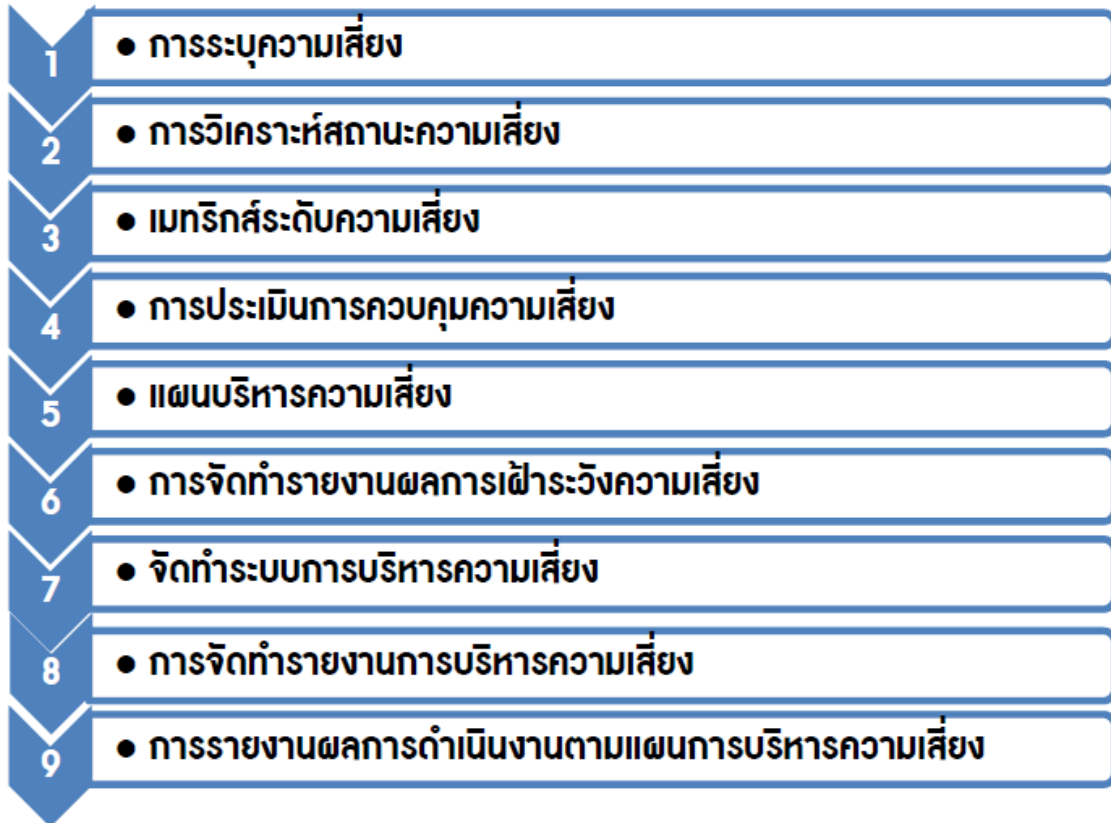 1 • การระบุความเสี่ยง
2 • การวิเคราะห์สถานะความเสี่ยง
3 • เมทริกส์ระดับความเสี่ยง
4 • การประเมินการควบคุมความเสี่ยง
5 • แผนบริหารความเสี่ยง
6 • การจัดทำรายงานผลการเฝ้าระวังความเสี่ยง
7 • จัดทำระบบการบริหารความเสี่ยง
8 • การจัดทำรายงานการบริหารความเสี่ยง
9 • การรายงานผลการดำเนินงานตามแผนการบริหารความเสี่ยง